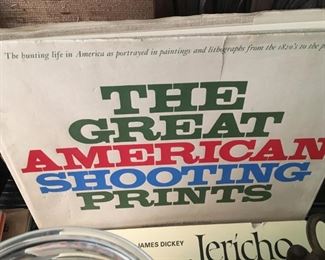 The hunting life in America as portrayed in paintings and lithographs from the 1820's to the p
THE
GREAT
AMERICAN
SHOOTING
PRINTS
JAMES DICKEY
Jericho